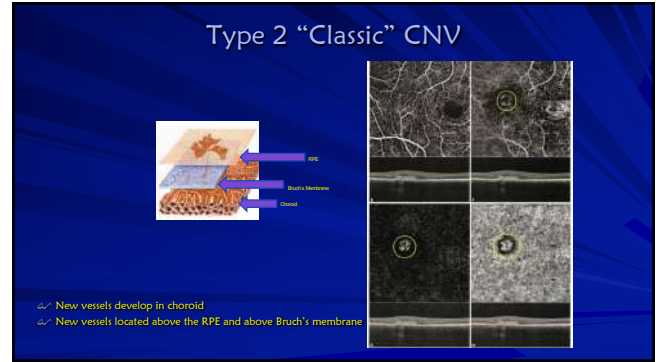 Type 2 “Classic” CNV
RPE
Bruch's Membrane
Choroid
New vessels develop in choroid
New vessels located above the RPE and above Bruch's membrane